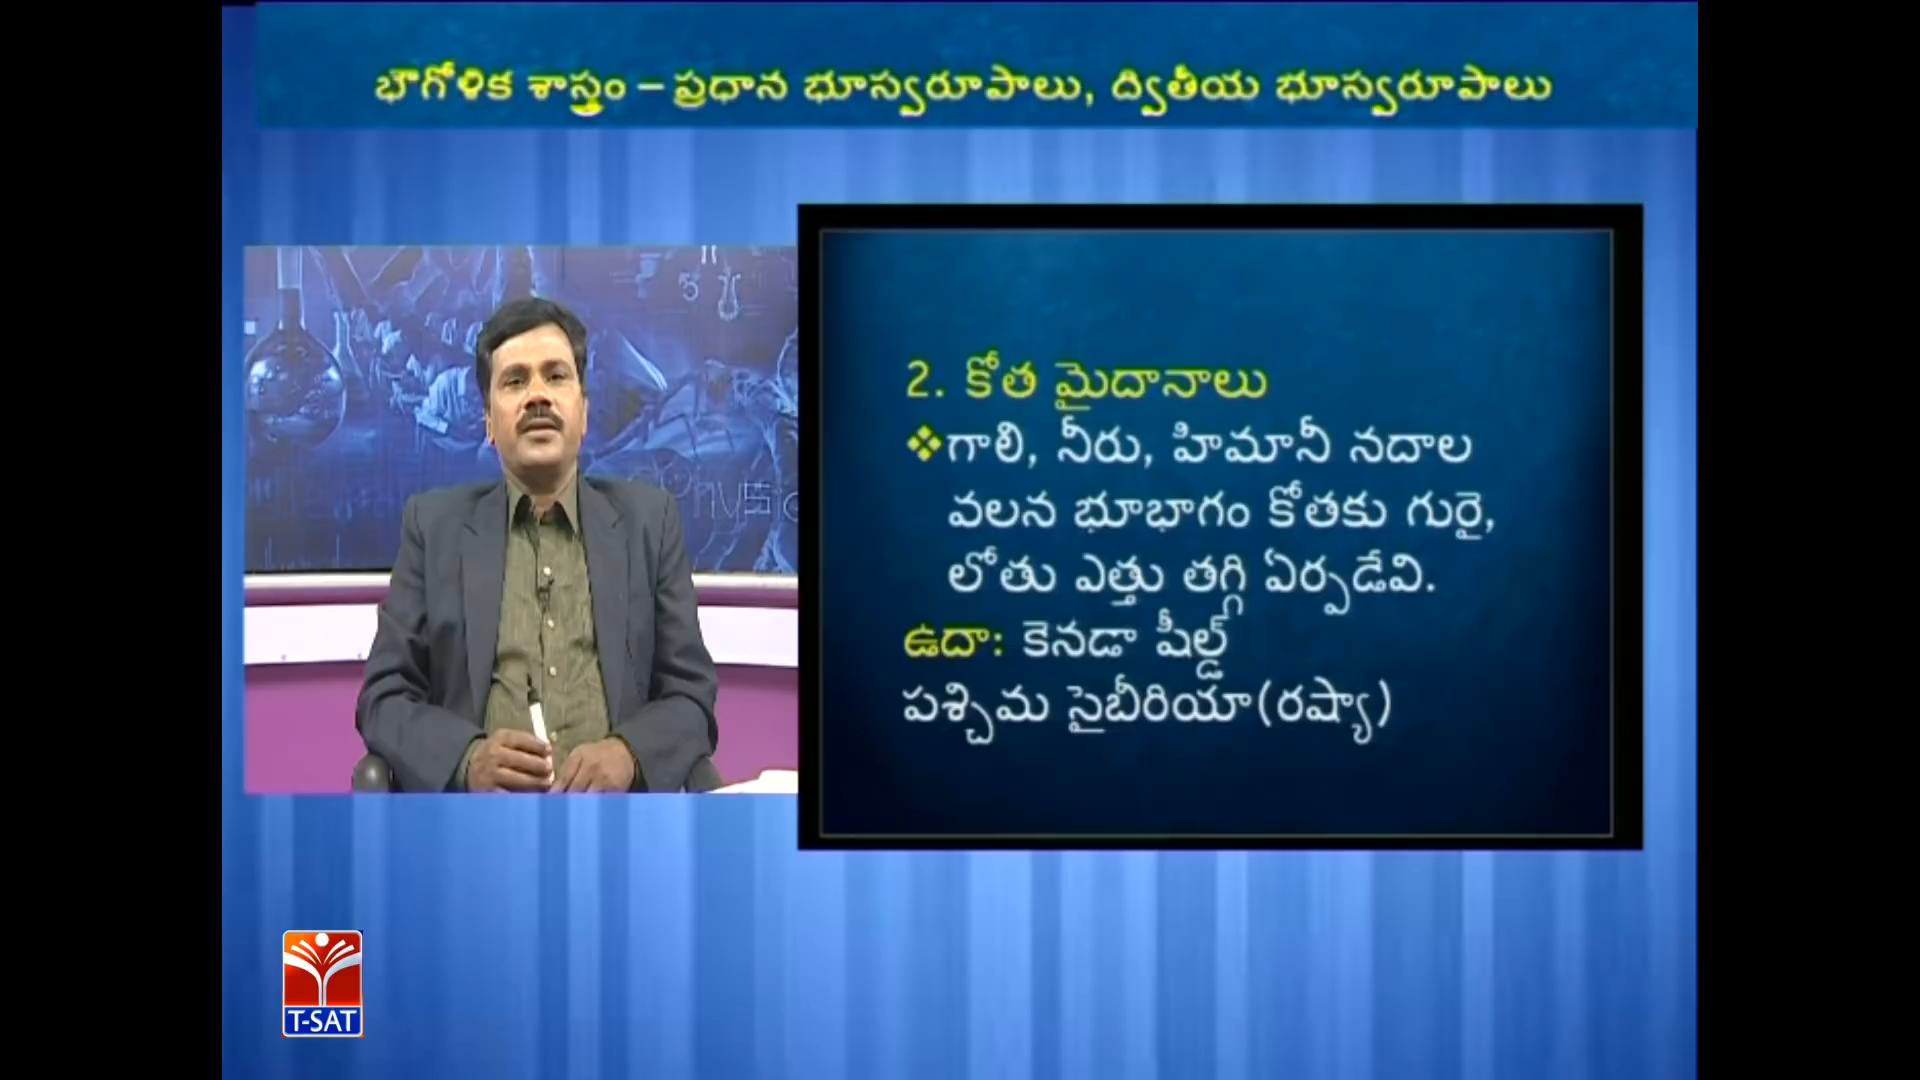 భౌగోళిక శాస్త్రం – ప్రధాన భూస్వరూపాలు, ద్వితీయ భూస్వరూపాలు
2. కోత మైదానాలు
❖గాలి, నీరు, హిమానీ నదాల
వలన భూభాగం కోతకు గురై,
లోతు ఎత్తు తగ్గి ఏర్పడేవి.
ఉదా: కెనడా షీల్డ్
పశ్చిమ సైబీరియా(రష్యా)
T-SAT